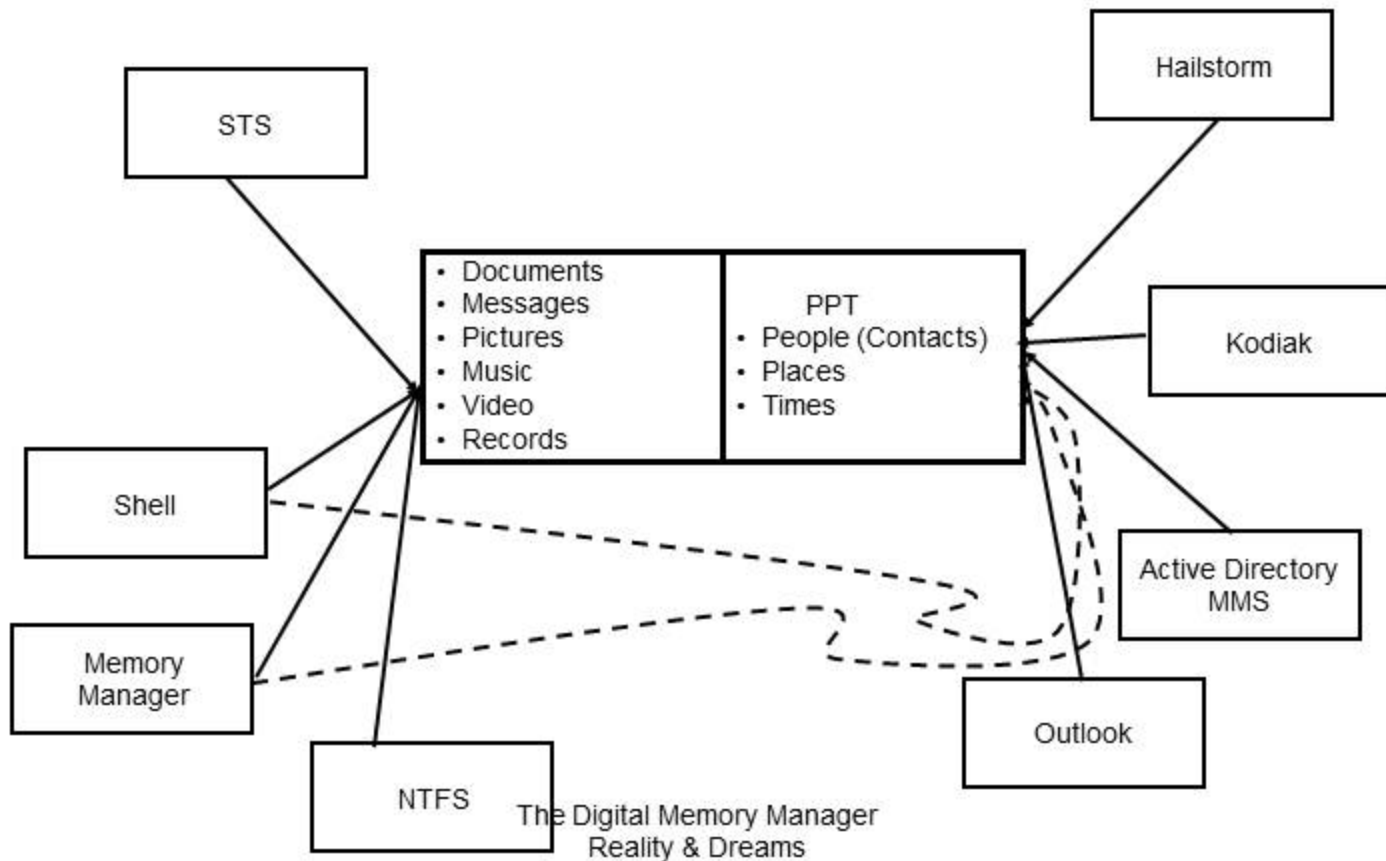 Hailstorm
STS
• Documents
• Messages
• Pictures
• Music
• Video
• Records
PPT
• People (Contacts)
• Places
• Times
Kodiak
Shell
Active Directory
MMS
Memory
Manager
Outlook
NTFS
The Digital Memory Manager
Reality & Dreams